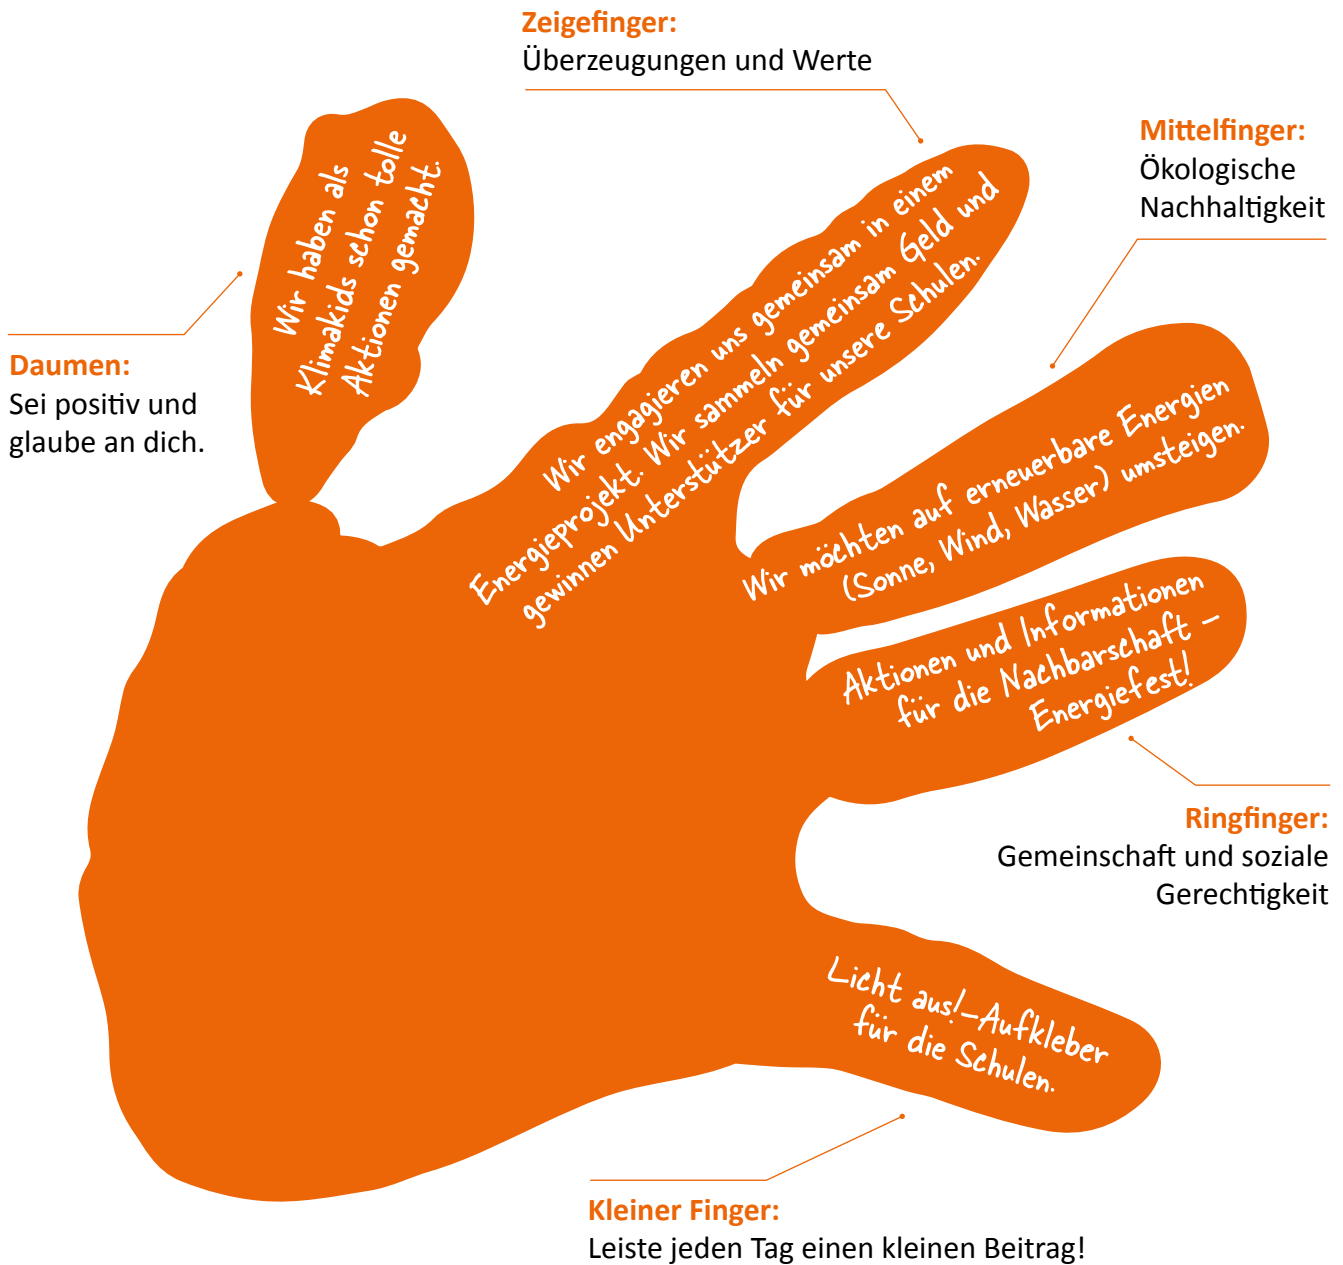 Zeigefinger:
Überzeugungen und Werte
Mittelfinger:
Ökologische
Nachhaltigkeit
Daumen:
Sei positiv und
glaube an dich.
Wir haben als
Klimakids schon tolle
Aktionen gemacht.
Wir engagieren uns gemeinsam in einem
Energieprojekt. Wir sammeln gemeinsam Geld und
gewinnen Unterstützer für unsere Schulen.
Wir möchten auf erneuerbare Energien
(Sonne, Wind, Wasser) umsteigen.
Aktionen und Informationen
für die Nachbarschaft –
Energiefest!
Ringfinger:
Gemeinschaft und soziale
Gerechtigkeit
Licht aus!–Aufkleber
für die Schulen.
Kleiner Finger:
Leiste jeden Tag einen kleinen Beitrag!